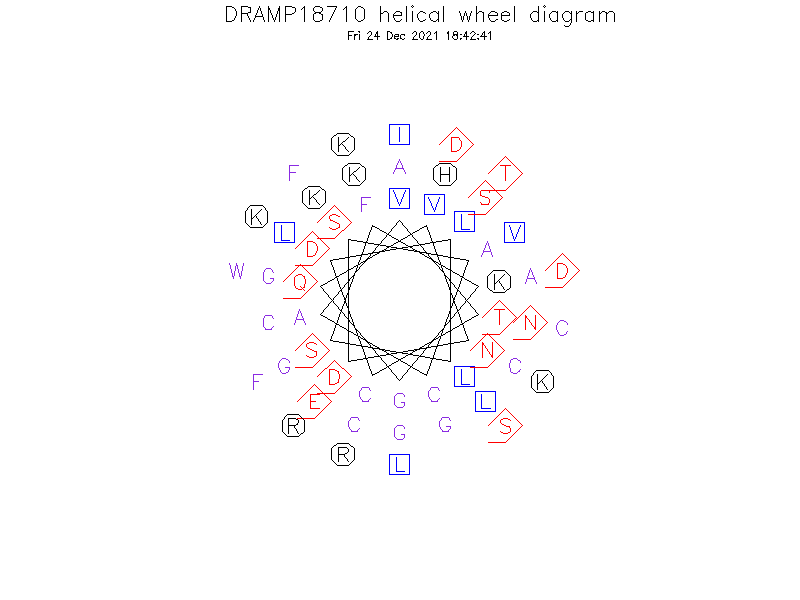 DRAMP18710 helical wheel diagram
Fri 24 Dec 2021 18:42:41
I
K D
A
F K H T
K V S
F V
K S L V
L D A
W G Q K A D
C A T N C
S N
F G D L C K
E C G C L
R C G G S
R L